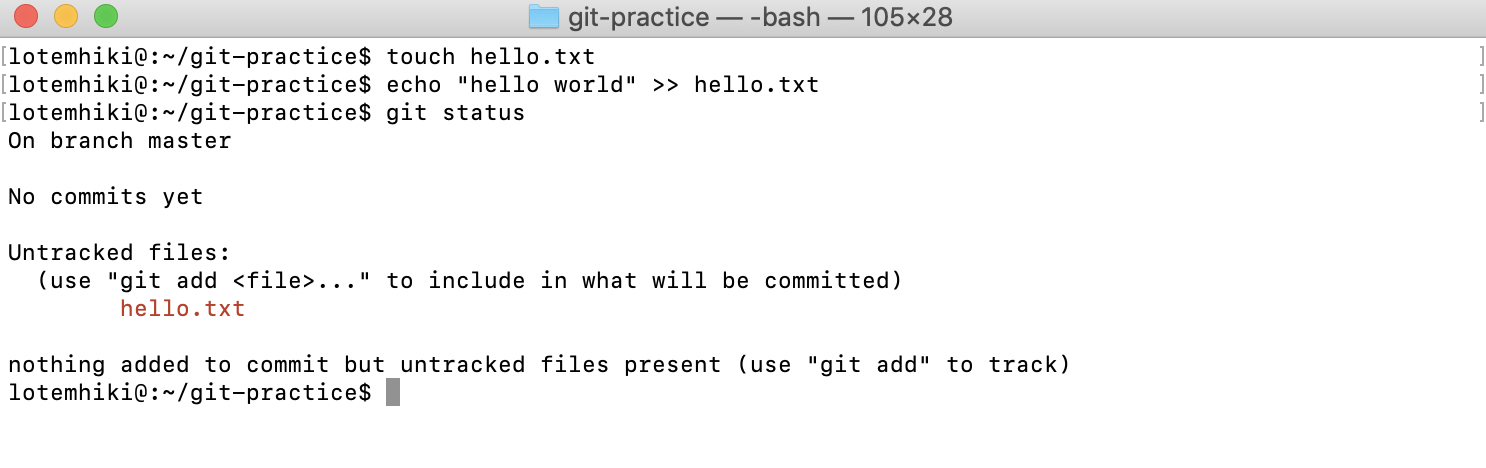 git-practice — -bash — 105×28
[lotemhiki@:~/git-practice$ touch hello.txt ]
[lotemhiki@:~/git-practice$ echo "hello world" >> hello.txt ]
[lotemhiki@:~/git-practice$ git status ]
On branch master
No commits yet
Untracked files:
  (use "git add <file>..." to include in what will be committed)
        hello.txt
nothing added to commit but untracked files present (use "git add" to track)
lotemhiki@:~/git-practice$